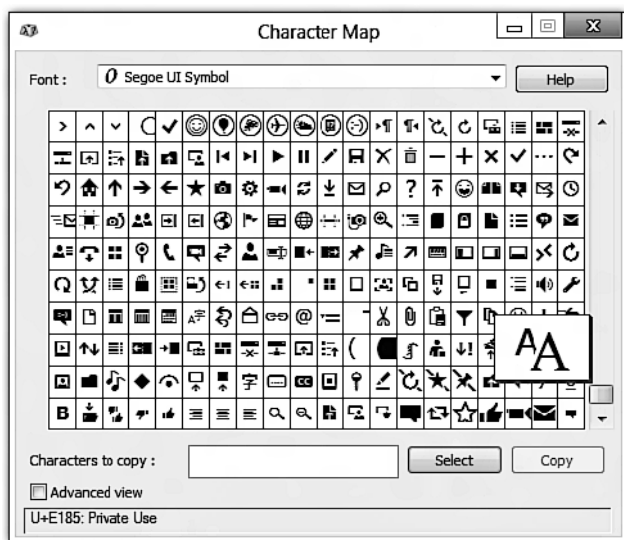 Character Map
Font : O Segoe UI Symbol Help
Characters to copy : Select Copy
Advanced view
U+E185: Private Use